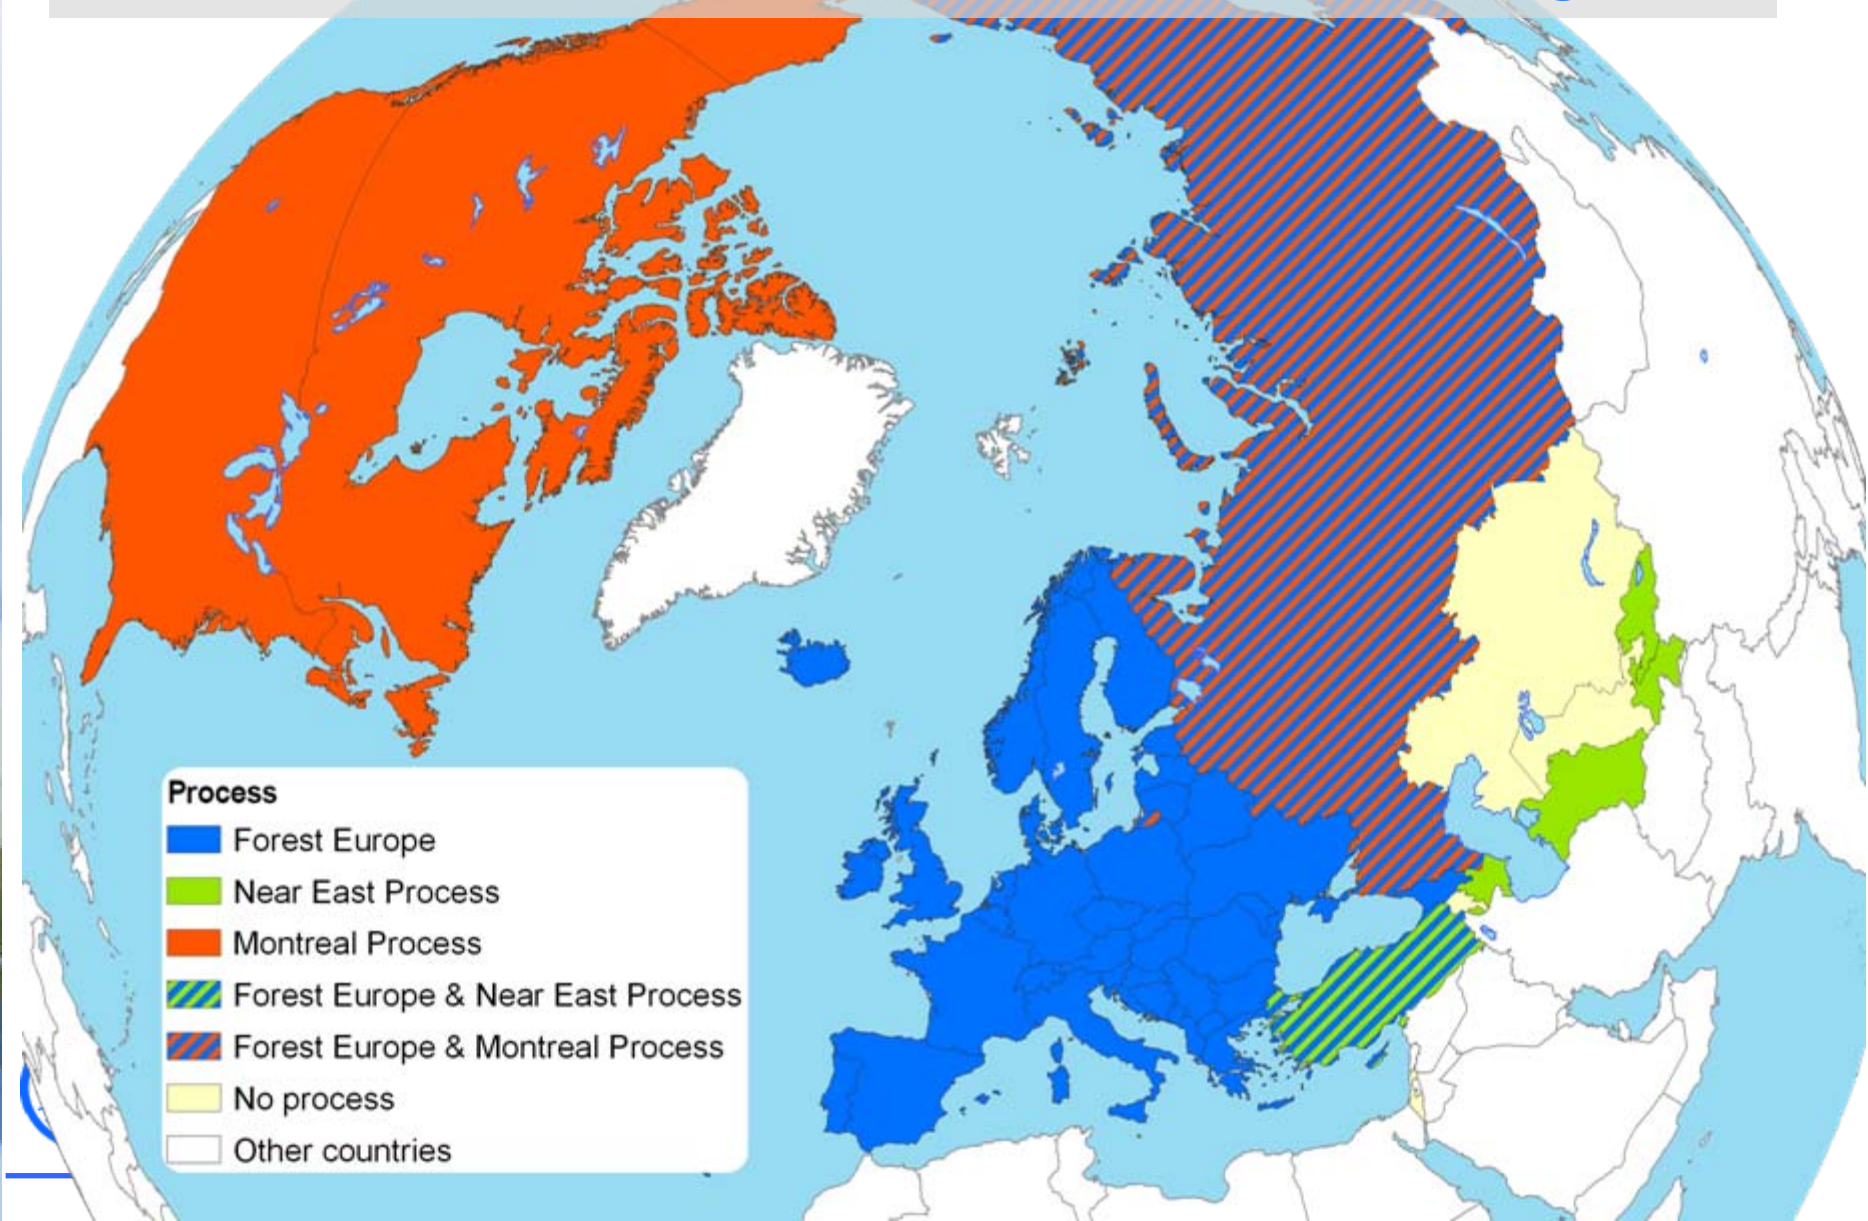 Process
Forest Europe
Near East Process
Montreal Process
Forest Europe & Near East Process
Forest Europe & Montreal Process
No process
Other countries